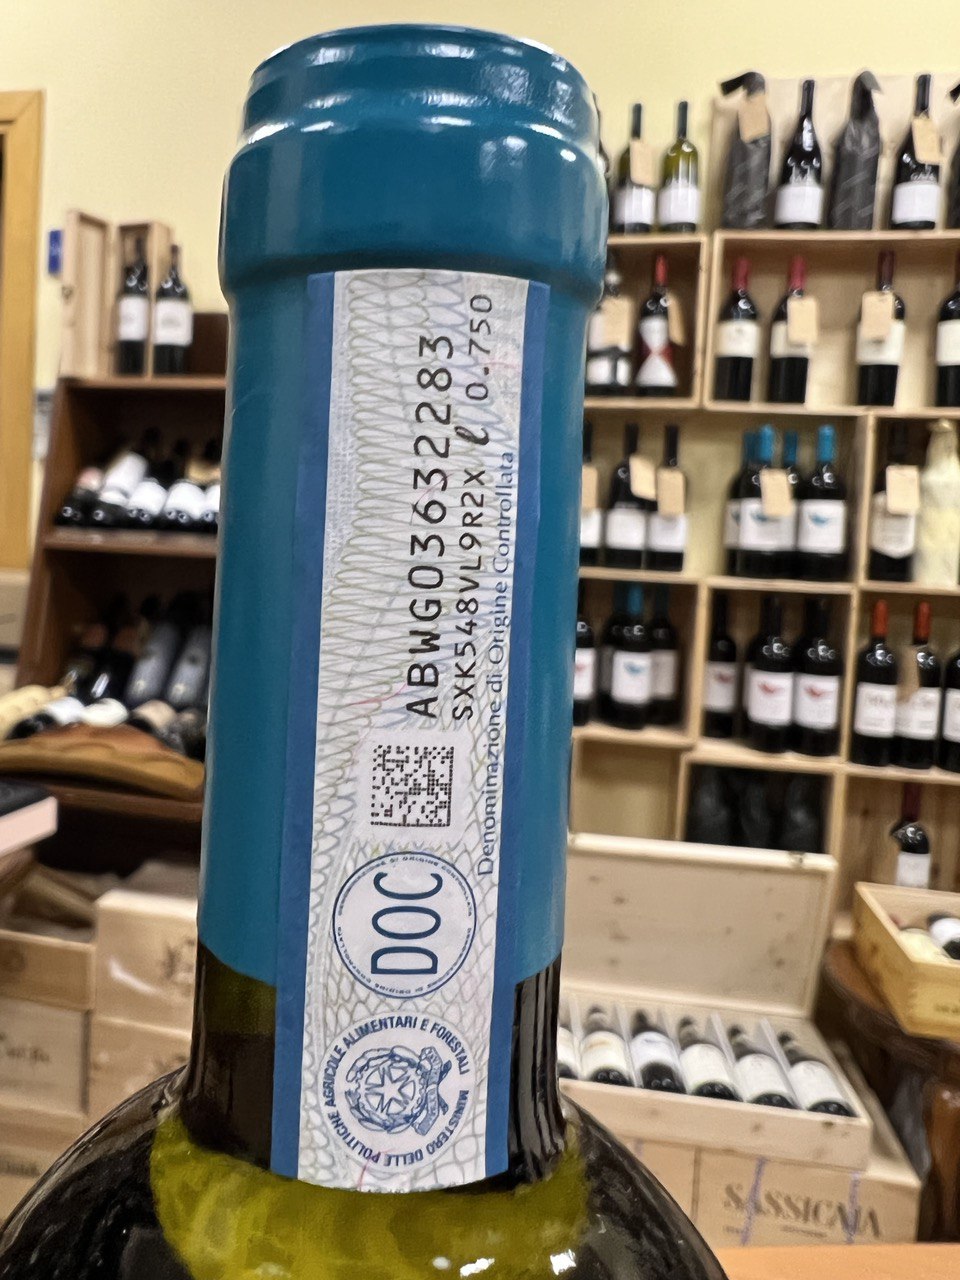 ABWG03632283
SXK548VL9R2X ℓ 0.750
Denominazione di Origine Controllata
DOC
MINISTERO DELLE POLITICHE AGRICOLE ALIMENTARI E FORESTALI
SASSICAIA